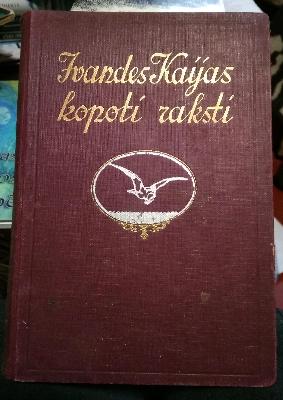 Ivandes Kaijas
kopoti raksti